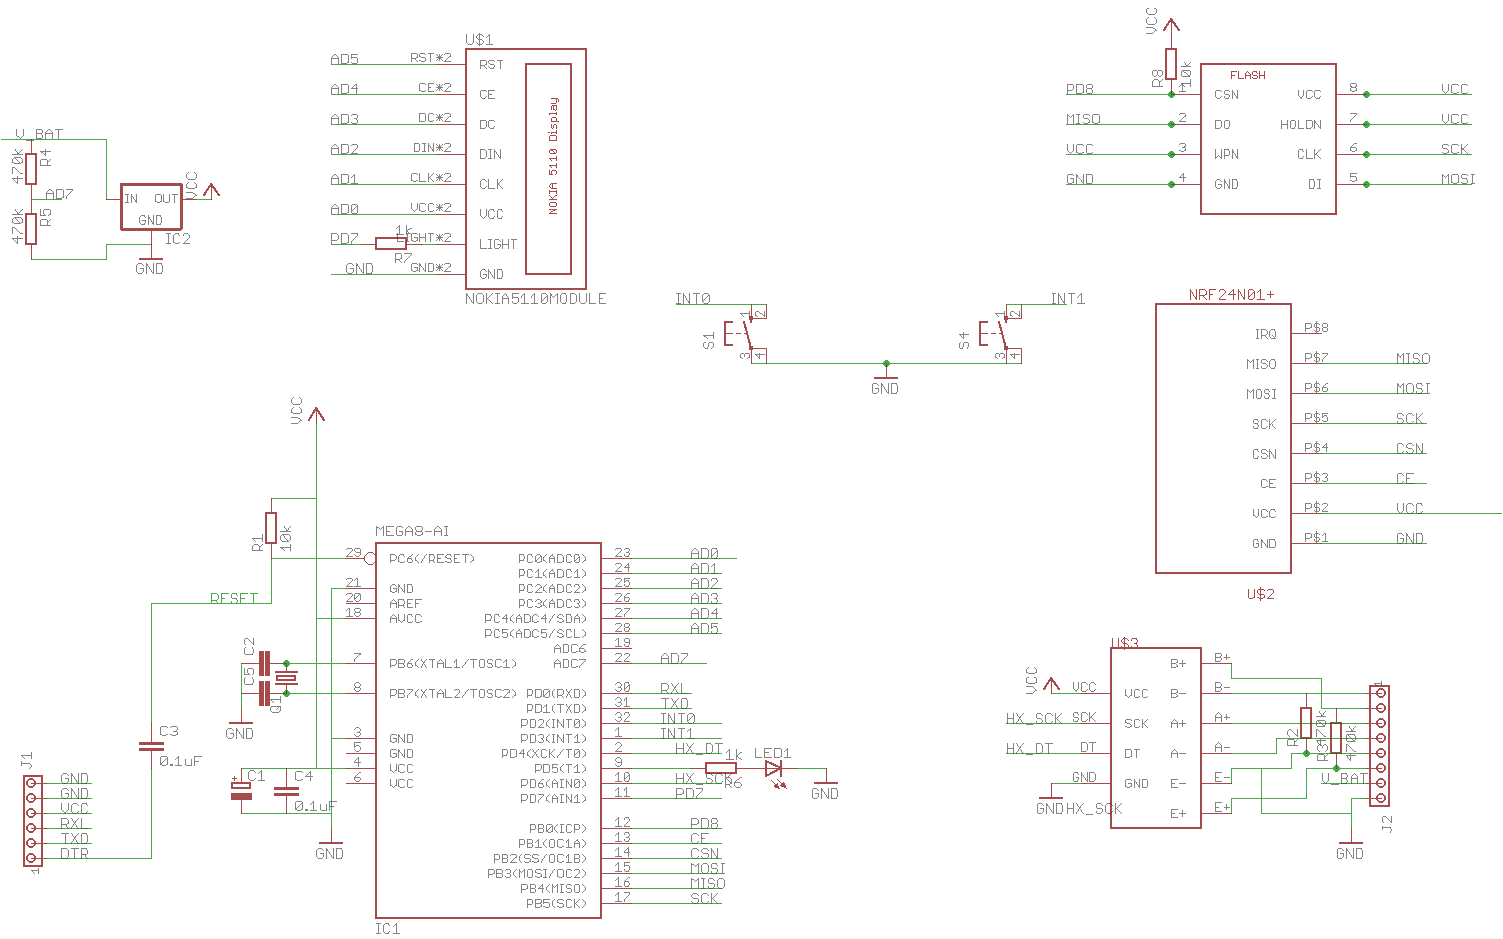 V_BAT
470k
R4
AD7
470k
R5
IN
OUT
GND
IC2
VCC
GND
U$1
AD5
RST*2
RST
AD4
CE*2
CE
AD3
DC*2
DC
AD2
DIN*2
DIN
AD1
CLK*2
CLK
AD0
VCC*2
VCC
PD7
1k
R7
LIGHT*2
LIGHT
GND
GND*2
GND
NOKIA 5110 Display
NOKIA5110MODULE
VCC
R8
10k
FLASH
PD8
1
CSN
VCC
8
VCC
MISO
2
DO
HOLDN
7
VCC
VCC
3
WPN
CLK
6
SCK
GND
4
GND
DI
5
MOSI
INT0
S1
1
2
3
4
GND
INT1
S4
1
2
3
4
NRF24N01+
IRQ
P$8
MISO
P$7
MISO
MOSI
P$6
MOSI
SCK
P$5
SCK
CSN
P$4
CSN
CE
P$3
CE
VCC
P$2
VCC
GND
P$1
GND
U$2
VCC
R1
10k
RESET
MEGA8-AI
29
PC6(/RESET)
21
GND
20
AREF
18
AVCC
7
PB6(XTAL1/TOSC1)
8
PB7(XTAL2/TOSC2)
3
GND
5
GND
4
VCC
6
VCC
PC0(ADC0)
23
AD0
PC1(ADC1)
24
AD1
PC2(ADC2)
25
AD2
PC3(ADC3)
26
AD3
PC4(ADC4/SDA)
27
AD4
PC5(ADC5/SCL)
28
AD5
ADC6
19
ADC7
22
AD7
PD0(RXD)
30
RXL
PD1(TXD)
31
TXO
PD2(INT0)
32
INT0
PD3(INT1)
1
INT1
PD4(XCK/T0)
2
HX_DT
PD5(T1)
9
1k
R6
LED1
GND
PD6(AIN0)
10
HX_SCK
PD7(AIN1)
11
PD7
PB0(ICP)
12
PD8
PB1(OC1A)
13
CE
PB2(SS/OC1B)
14
CSN
PB3(MOSI/OC2)
15
MOSI
PB4(MISO)
16
MISO
PB5(SCK)
17
SCK
IC1
C2
C5
Q1
GND
C3
0.1uF
C1
C4
0.1uF
GND
J1
GND
GND
VCC
RXL
TXO
DTR
1
U$3
VCC
VCC
VCC
HX_SCK
SCK
SCK
HX_DT
DT
DT
GND
GND
GND
HX_SCK
B+
B+
B-
B-
A+
A+
A-
A-
E-
E-
E+
E+
R2
470k
R3
470k
V_BAT
1
J2
GND